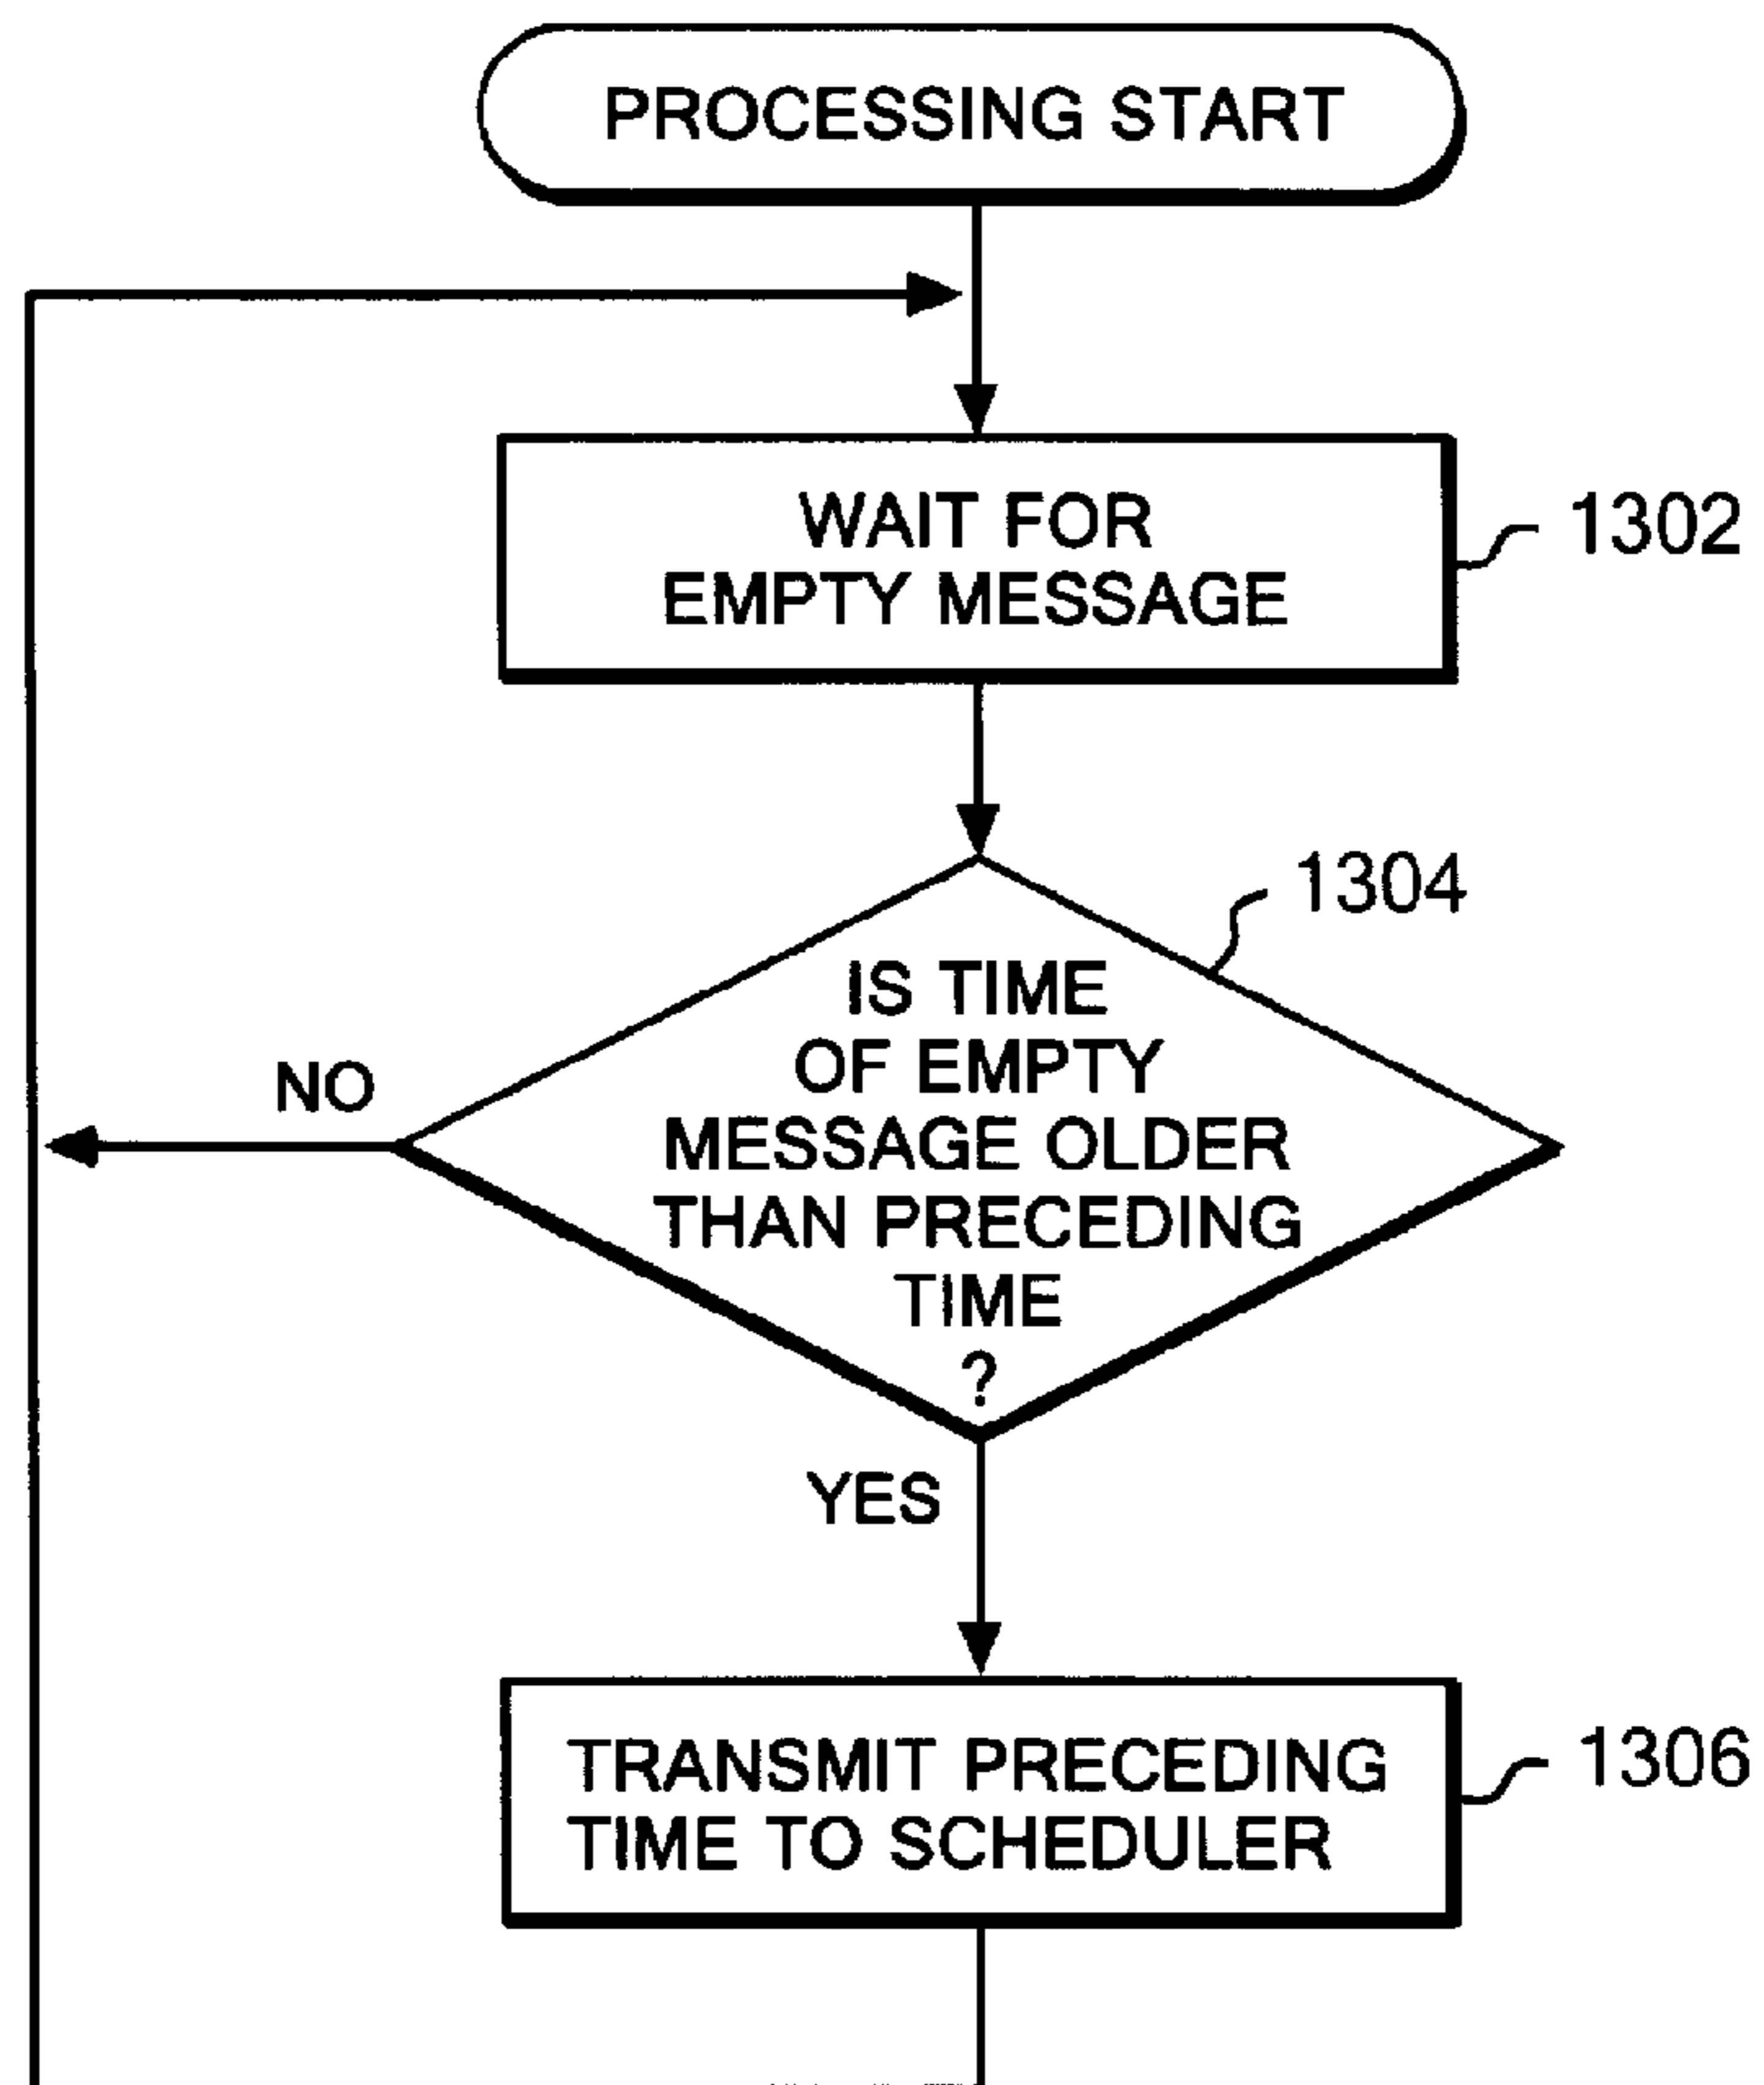 PROCESSING START
WAIT FOR
EMPTY MESSAGE
1302
1304
IS TIME
OF EMPTY
MESSAGE OLDER
THAN PRECEDING
TIME
?
NO
YES
TRANSMIT PRECEDING
TIME TO SCHEDULER
1306